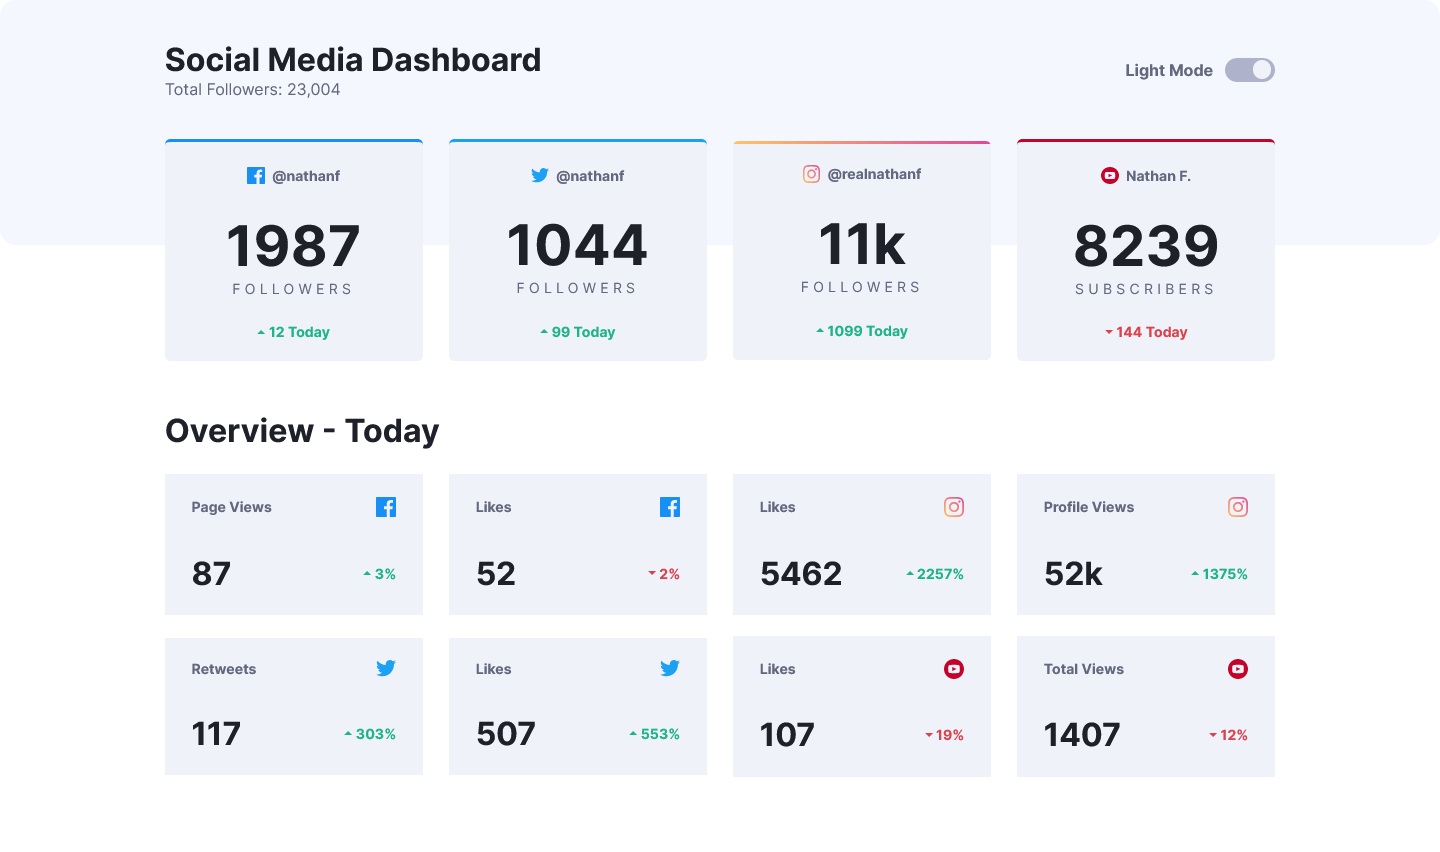 Social Media Dashboard
Total Followers: 23,004
Light Mode
@nathanf
1987
FOLLOWERS
12 Today
@nathanf
1044
FOLLOWERS
99 Today
@realnathanf
11k
FOLLOWERS
1099 Today
Nathan F.
8239
SUBSCRIBERS
144 Today
Overview - Today
Page Views
87
3%
Likes
52
2%
Likes
5462
2257%
Profile Views
52k
1375%
Retweets
117
303%
Likes
507
553%
Likes
107
19%
Total Views
1407
12%